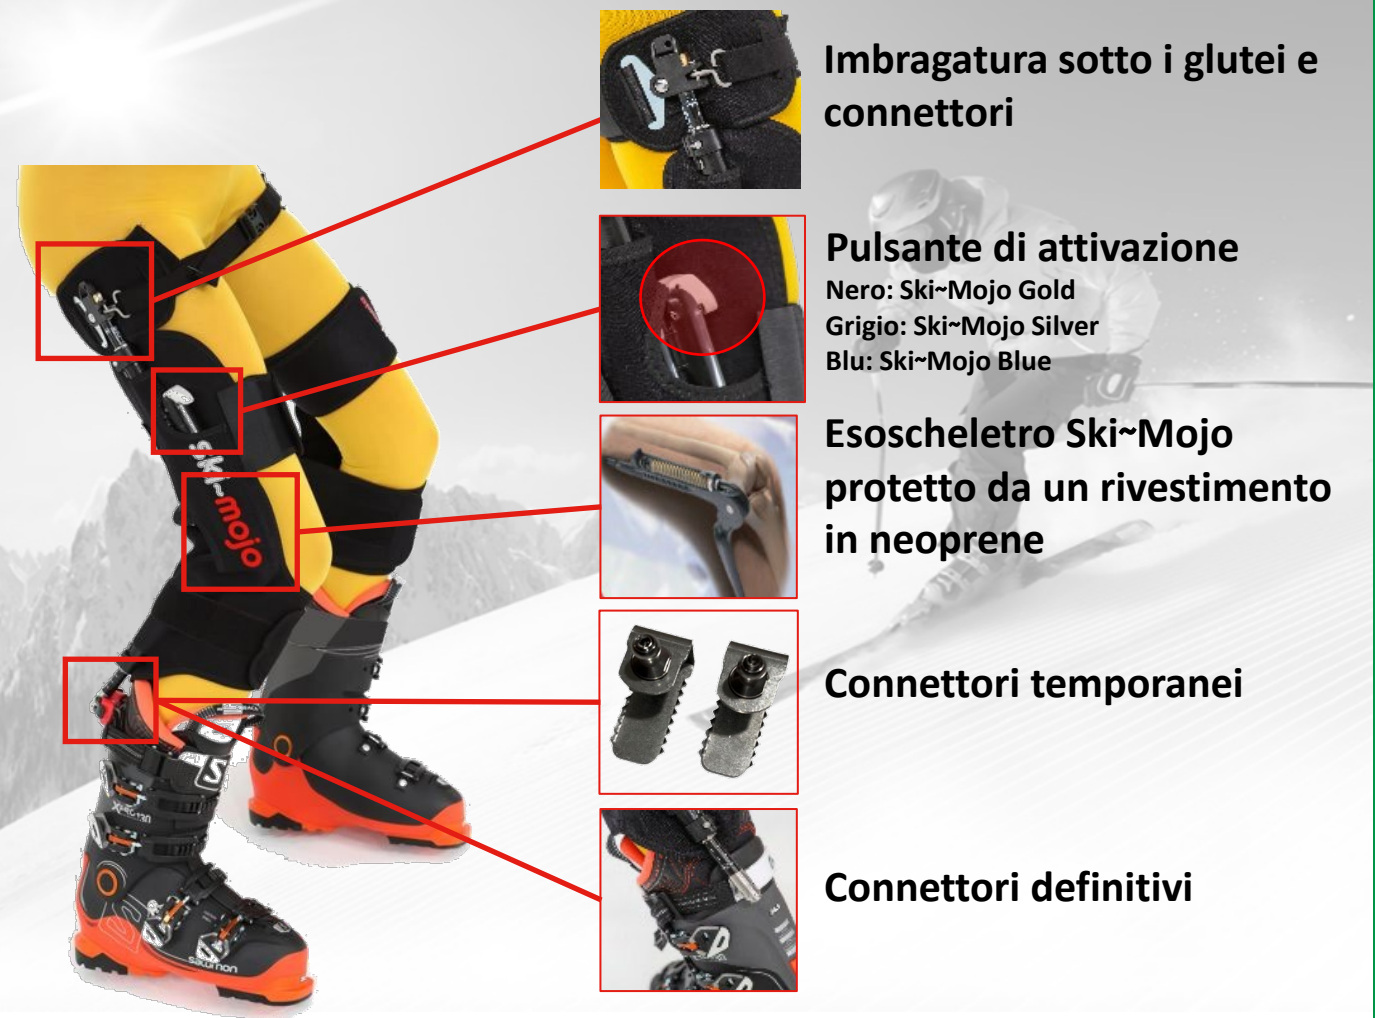 Imbragatura sotto i glutei e
connettori
Pulsante di attivazione
Nero: Ski~Mojo Gold
Grigio: Ski~Mojo Silver
Blu: Ski~Mojo Blue
Esoscheletro Ski~Mojo
protetto da un rivestimento
in neoprene
Connettori temporanei
Connettori definitivi
ski~mojo
salomon